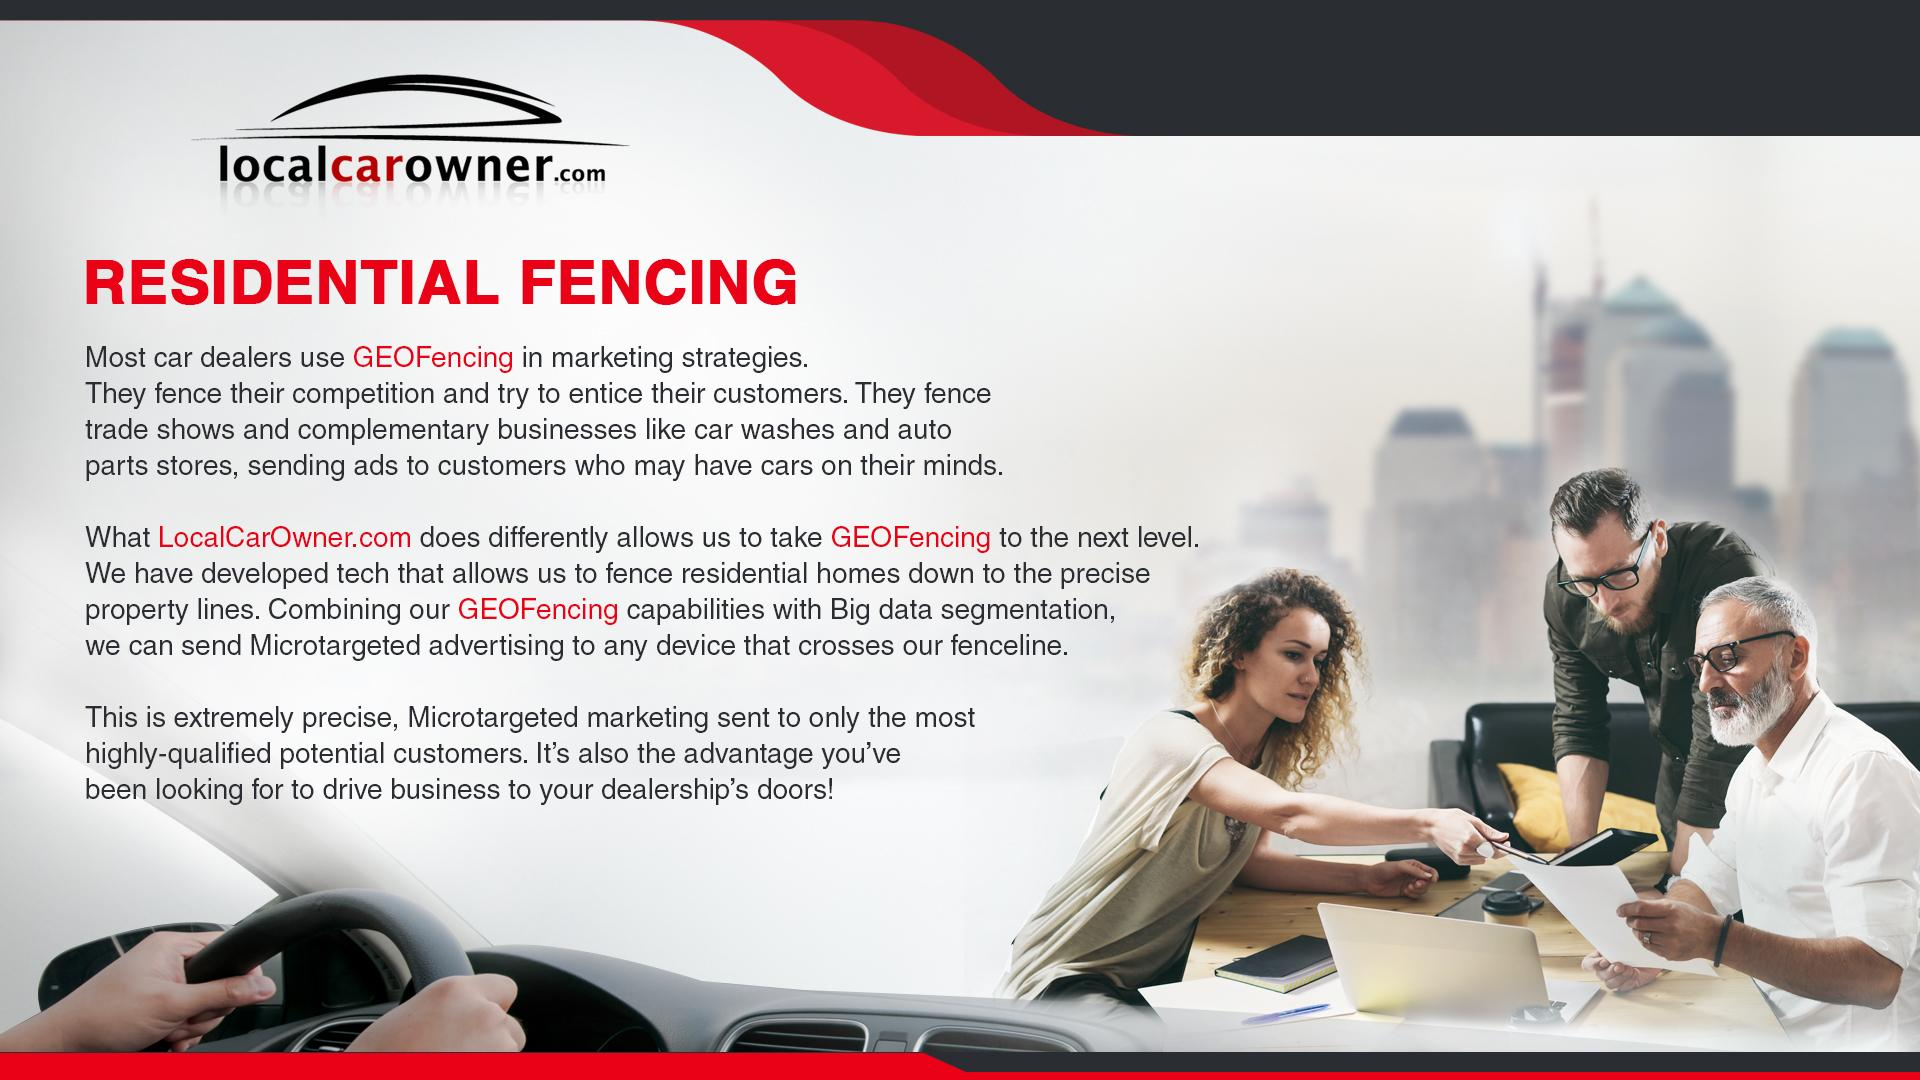 localcarowner.com
RESIDENTIAL FENCING
Most car dealers use GEOFencing in marketing strategies.
They fence their competition and try to entice their customers. They fence
trade shows and complementary businesses like car washes and auto
parts stores, sending ads to customers who may have cars on their minds.
What LocalCarOwner.com does differently allows us to take GEOFencing to the next level.
We have developed tech that allows us to fence residential homes down to the precise
property lines. Combining our GEOFencing capabilities with Big data segmentation,
we can send Microtargeted advertising to any device that crosses our fenceline.
This is extremely precise, Microtargeted marketing sent to only the most
highly-qualified potential customers. It’s also the advantage you’ve
been looking for to drive business to your dealership’s doors!